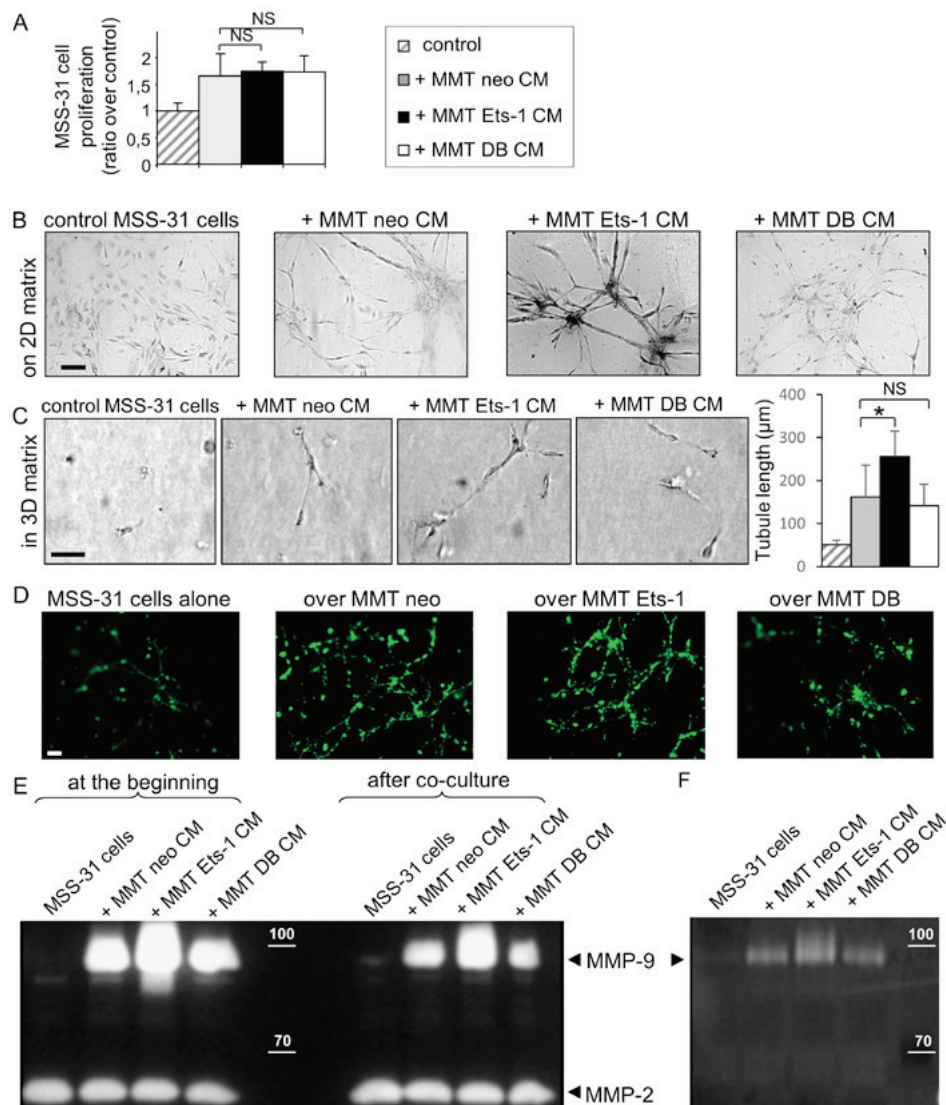 A
MSS-31 cell
proliferation
(ratio over control)
2
1,5
1
0,5
0
NS
NS
control
+ MMT neo CM
+ MMT Ets-1 CM
+ MMT DB CM
B
control MSS-31 cells
+ MMT neo CM
+ MMT Ets-1 CM
+ MMT DB CM
on 2D matrix
C
control MSS-31 cells
+ MMT neo CM
+ MMT Ets-1 CM
+ MMT DB CM
in 3D matrix
Tubule length (µm)
400
300
200
100
0
NS
*
D
MSS-31 cells alone
over MMT neo
over MMT Ets-1
over MMT DB
E
at the beginning
after co-culture
MSS-31 cells
+ MMT neo CM
+ MMT Ets-1 CM
+ MMT DB CM
MSS-31 cells
+ MMT neo CM
+ MMT Ets-1 CM
+ MMT DB CM
100
70
MMP-9
MMP-2
F
MSS-31 cells
+ MMT neo CM
+ MMT Ets-1 CM
+ MMT DB CM
100
70